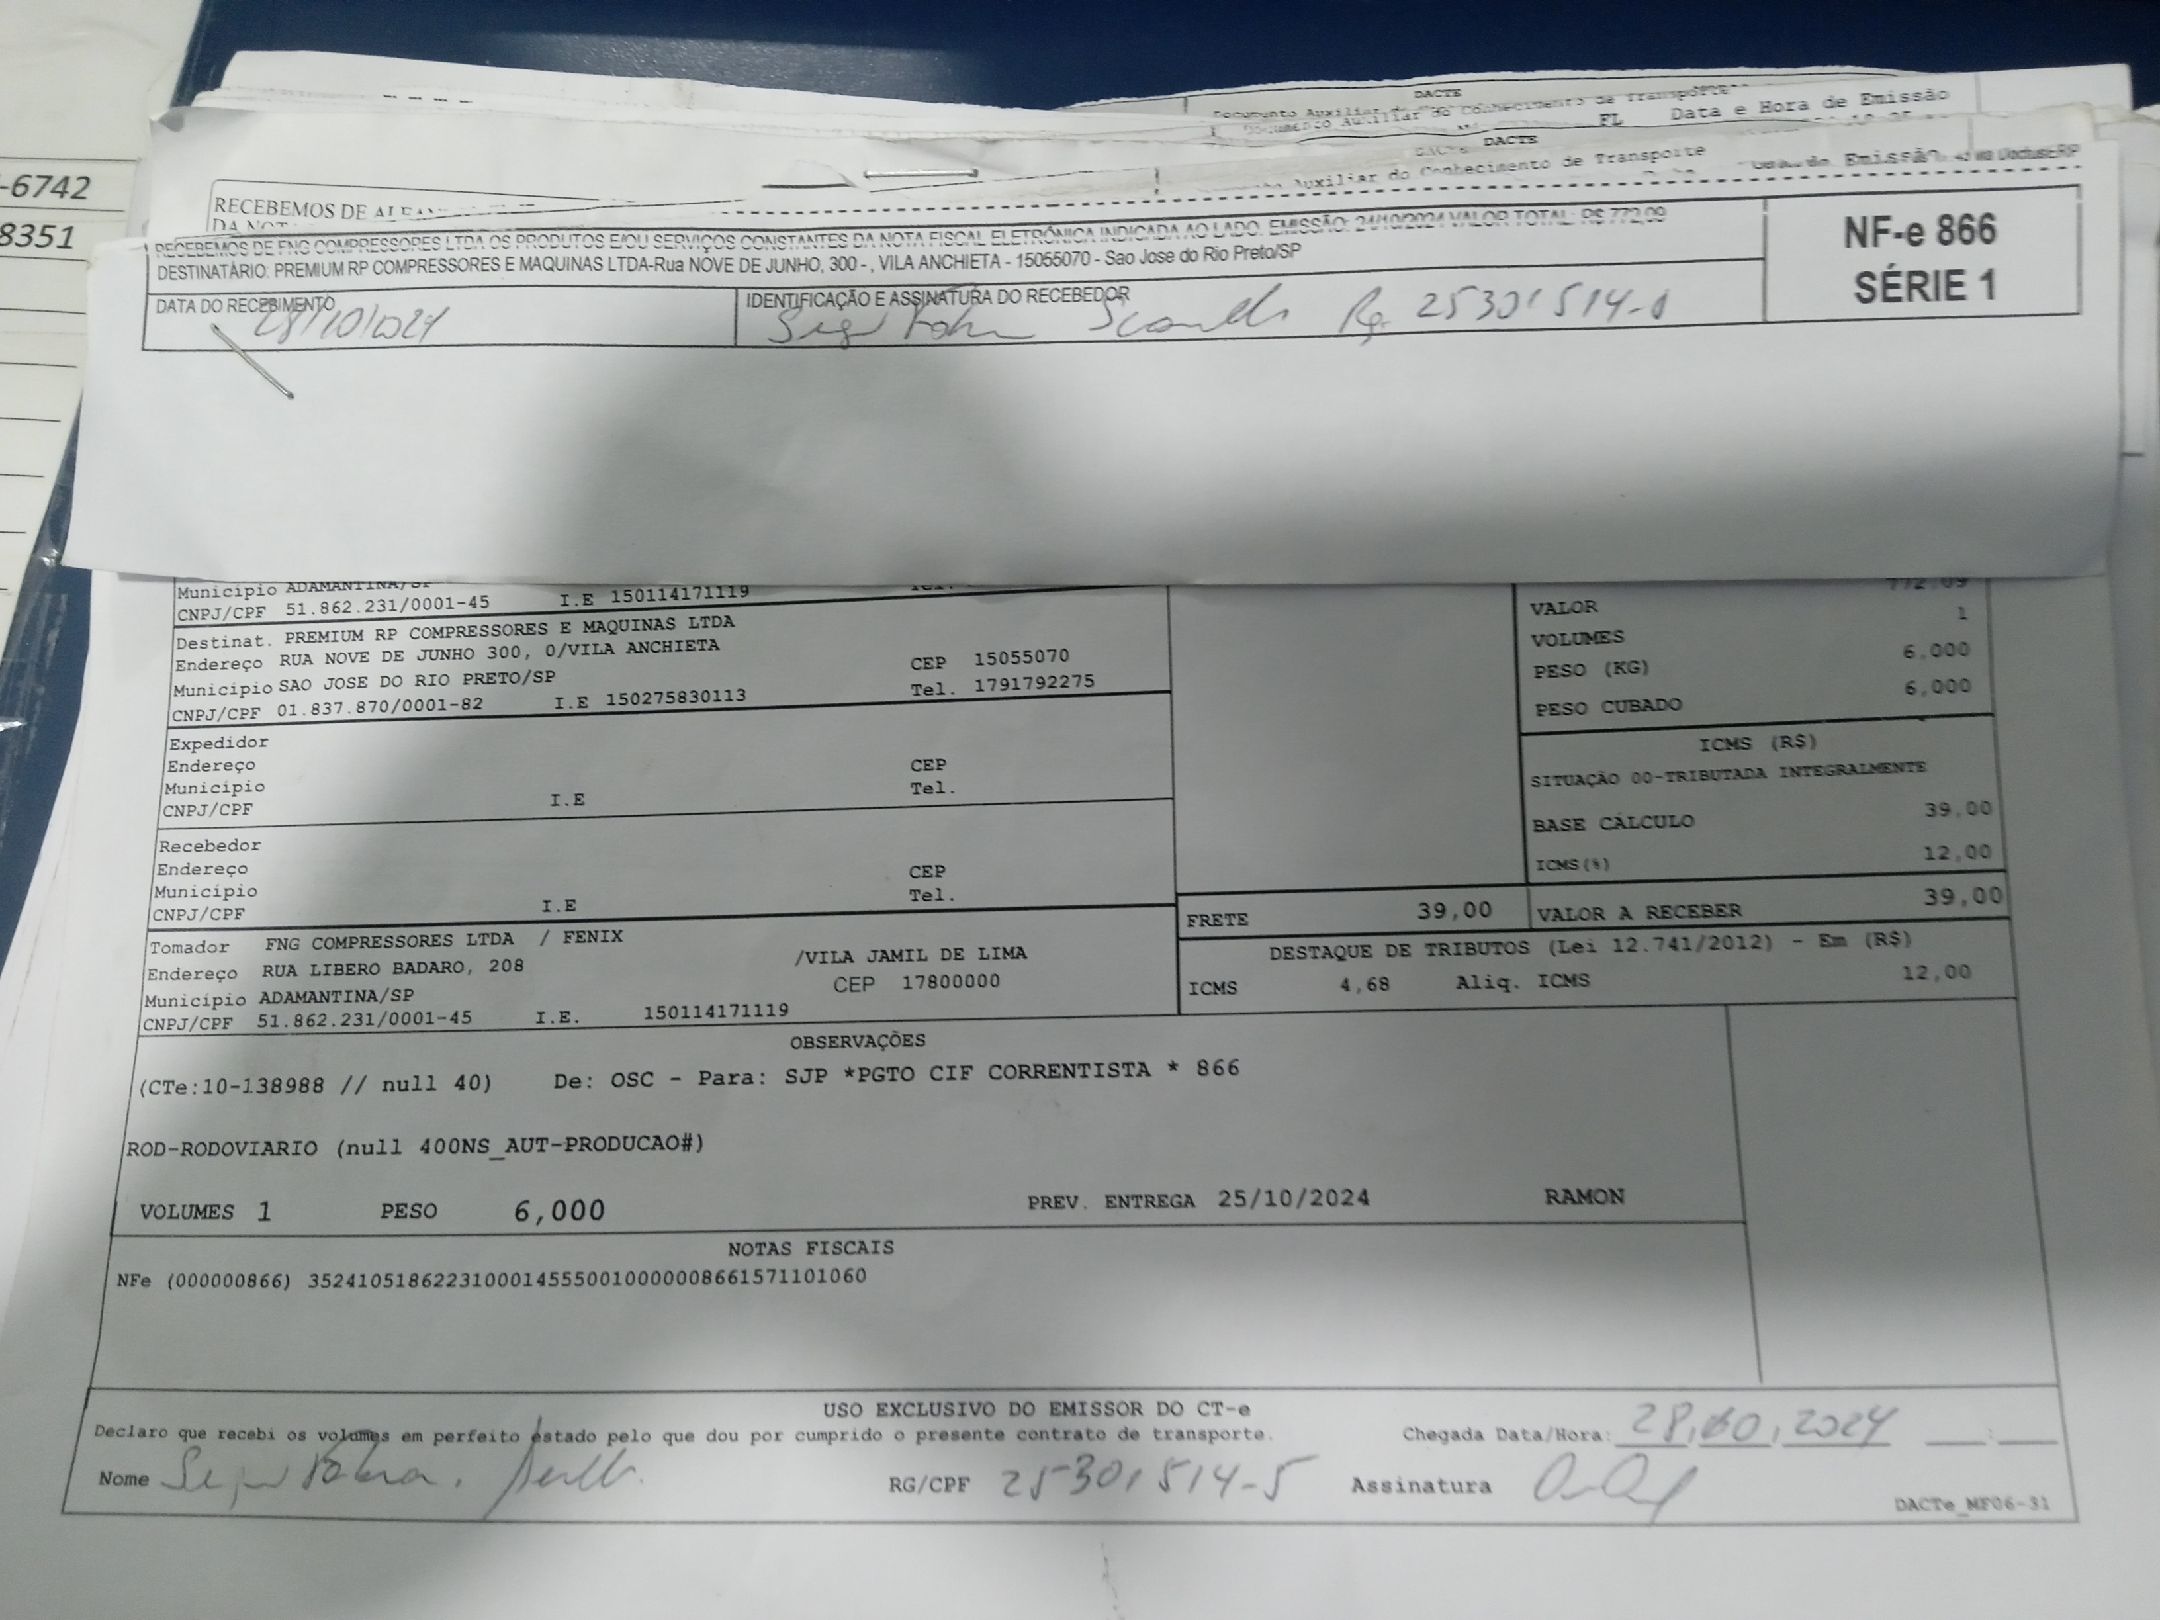 -6742
8351
DACTE
Documento Auxiliar do Conhecimento de Transporte
FL Data e Hora de Emissão
DACTE
Auxiliar do Conhecimento de Transporte
Emissão
RECEBEMOS DE
DA NOT
RECEBEMOS DE FNG COMPRESSORES LTDA OS PRODUTOS E/OU SERVIÇOS CONSTANTES DA NOTA FISCAL ELETRÔNICA INDICADA AO LADO. EMISSÃO: 24/10/2024 VALOR TOTAL: R$ 772,09
DESTINATÁRIO: PREMIUM RP COMPRESSORES E MAQUINAS LTDA-Rua NOVE DE JUNHO, 300 - , VILA ANCHIETA - 15055070 - Sao Jose do Rio Preto/SP
NF-e 866
SÉRIE 1
DATA DO RECEBIMENTO
28/10/2024
IDENTIFICAÇÃO E ASSINATURA DO RECEBEDOR
Município ADAMANTINA/SP
CNPJ/CPF 51.862.231/0001-45 I.E 150114171119
Destinat. PREMIUM RP COMPRESSORES E MAQUINAS LTDA
Endereço RUA NOVE DE JUNHO 300, 0/VILA ANCHIETA CEP 15055070
Município SAO JOSE DO RIO PRETO/SP Tel. 1791792275
CNPJ/CPF 01.837.870/0001-82 I.E 150275830113
Expedidor
Endereço CEP
Município Tel.
CNPJ/CPF I.E
Recebedor
Endereço CEP
Município Tel.
CNPJ/CPF I.E
Tomador FNG COMPRESSORES LTDA / FENIX
Endereço RUA LIBERO BADARO, 208 /VILA JAMIL DE LIMA
Município ADAMANTINA/SP CEP 17800000
CNPJ/CPF 51.862.231/0001-45 I.E. 150114171119
VALOR 772,09
VOLUMES 1
PESO (KG) 6,000
PESO CUBADO 6,000
ICMS (R$)
SITUAÇÃO 00-TRIBUTADA INTEGRALMENTE
BASE CÁLCULO 39,00
ICMS(%) 12,00
FRETE 39,00 VALOR A RECEBER 39,00
DESTAQUE DE TRIBUTOS (Lei 12.741/2012) - Em (R$)
ICMS 4,68 Aliq. ICMS 12,00
OBSERVAÇÕES
(CTe:10-138988 // null 40) De: OSC - Para: SJP *PGTO CIF CORRENTISTA * 866
ROD-RODOVIARIO (null 400NS_AUT-PRODUCAO#)
VOLUMES 1 PESO 6,000 PREV. ENTREGA 25/10/2024 RAMON
NOTAS FISCAIS
NFe (000000866) 35241051862231000145550010000008661571101060
USO EXCLUSIVO DO EMISSOR DO CT-e
Declaro que recebi os volumes em perfeito estado pelo que dou por cumprido o presente contrato de transporte. Chegada Data/Hora: 28/10/2024
Nome RG/CPF 25301514-5 Assinatura
DACTe_MF06-31